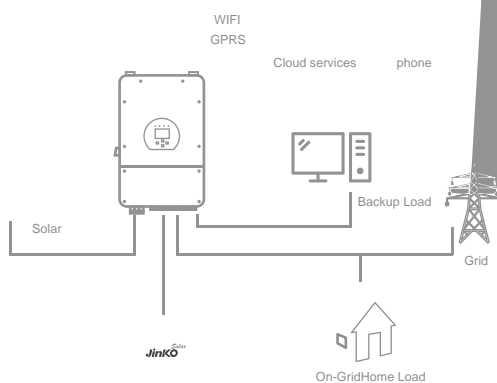 WIFI
GPRS
Cloud services phone
Backup Load
Solar
Grid
JinKO Solar
On-GridHome Load